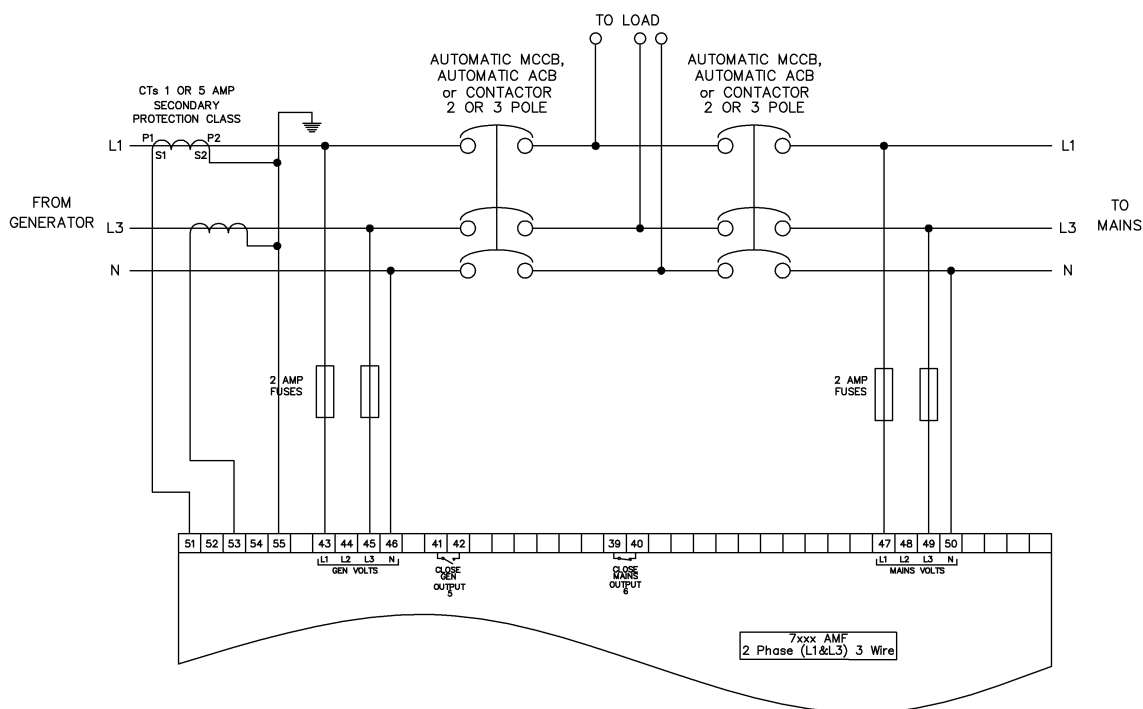 TO LOAD
AUTOMATIC MCCB,
AUTOMATIC ACB
or CONTACTOR
2 OR 3 POLE
AUTOMATIC MCCB,
AUTOMATIC ACB
or CONTACTOR
2 OR 3 POLE
CTs 1 OR 5 AMP
SECONDARY
PROTECTION CLASS
P1 P2
S1 S2
L1
L1
FROM
GENERATOR
L3
L3
TO
MAINS
N
N
2 AMP
FUSES
2 AMP
FUSES
51 52 53 54 55 43 44 45 46 41 42 39 40 47 48 49 50
L1 L2 L3 N
GEN VOLTS
CLOSE
GEN
OUTPUT
5
CLOSE
MAINS
OUTPUT
6
L1 L2 L3 N
MAINS VOLTS
7xxx AMF
2 Phase (L1&L3) 3 Wire